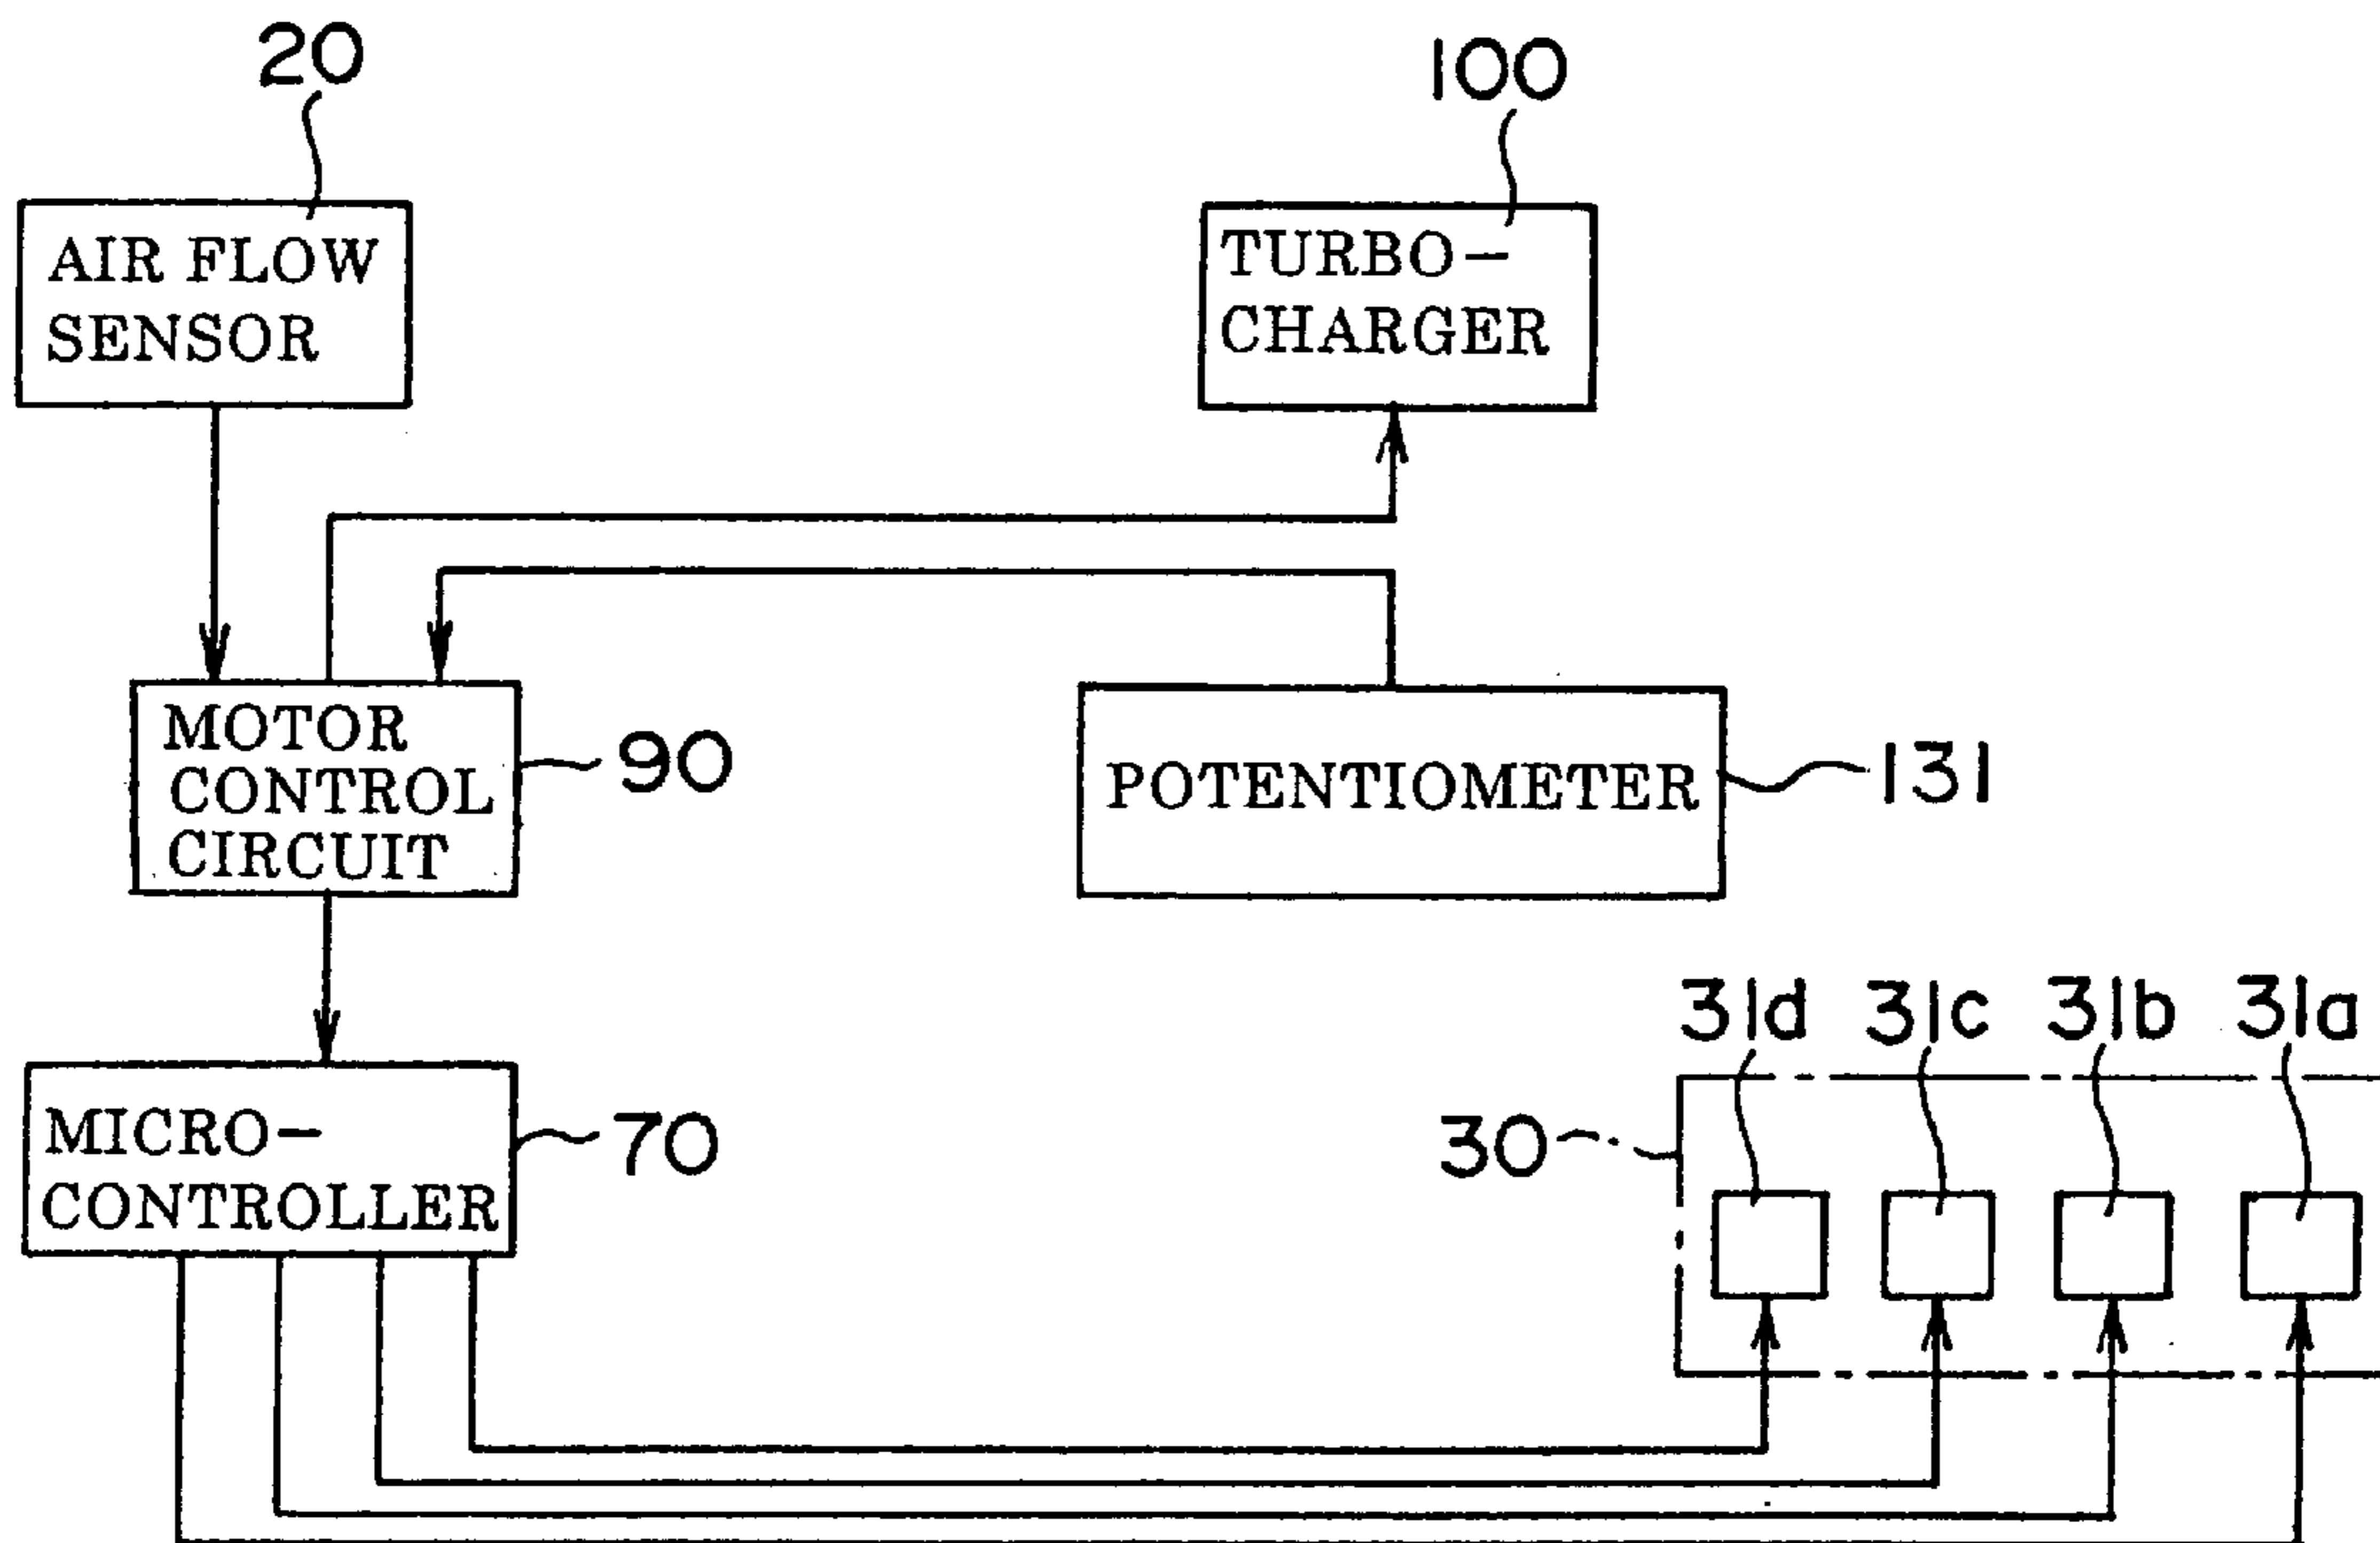 20
100
AIR FLOW
SENSOR
TURBO-
CHARGER
MOTOR
CONTROL
CIRCUIT
90
POTENTIOMETER
131
31d
31c
31b
31a
MICRO-
CONTROLLER
70
30